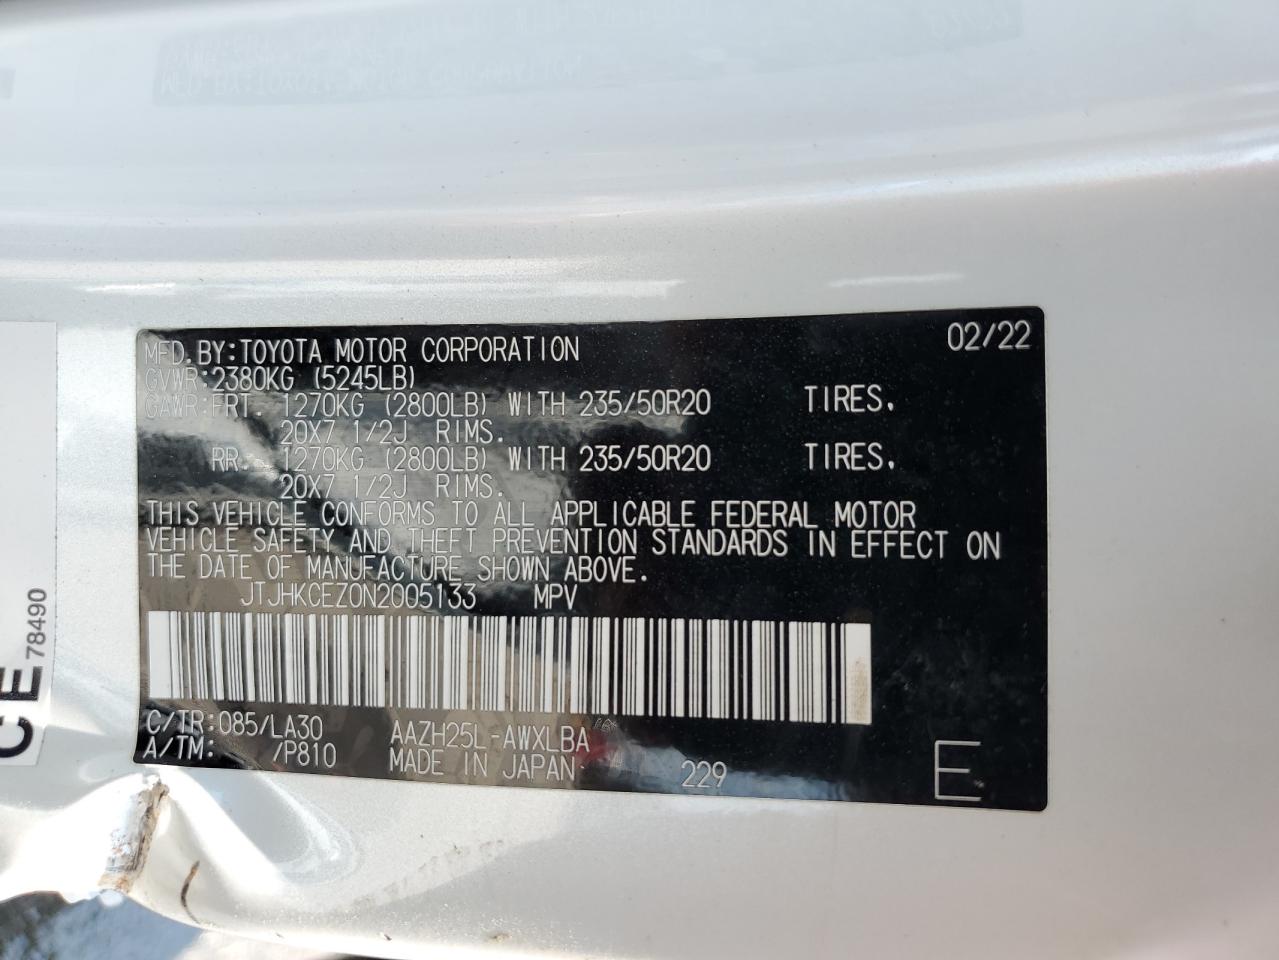 MFD.BY:TOYOTA MOTOR CORPORATION 02/22
GVWR:2380KG (5245LB)
GAWR:FRT. 1270KG (2800LB) WITH 235/50R20 TIRES.
20X7 1/2J RIMS.
RR. 1270KG (2800LB) WITH 235/50R20 TIRES.
20X7 1/2J RIMS.
THIS VEHICLE CONFORMS TO ALL APPLICABLE FEDERAL MOTOR
VEHICLE SAFETY AND THEFT PREVENTION STANDARDS IN EFFECT ON
THE DATE OF MANUFACTURE SHOWN ABOVE.
JTJHKCEZ0N2005133 MPV
C/TR:085/LA30 AAZH25L-AWXLBA
A/TM: /P810 MADE IN JAPAN 229 E
CE
78490